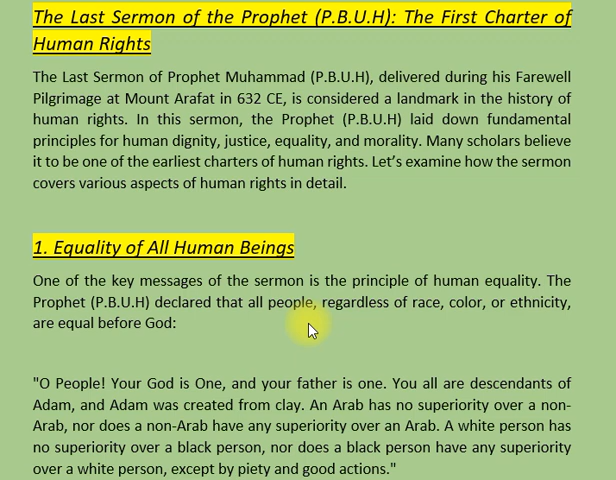 The Last Sermon of the Prophet (P.B.U.H): The First Charter of
Human Rights
The Last Sermon of Prophet Muhammad (P.B.U.H), delivered during his Farewell
Pilgrimage at Mount Arafat in 632 CE, is considered a landmark in the history of
human rights. In this sermon, the Prophet (P.B.U.H) laid down fundamental
principles for human dignity, justice, equality, and morality. Many scholars believe
it to be one of the earliest charters of human rights. Let’s examine how the sermon
covers various aspects of human rights in detail.
1. Equality of All Human Beings
One of the key messages of the sermon is the principle of human equality. The
Prophet (P.B.U.H) declared that all people, regardless of race, color, or ethnicity,
are equal before God:
"O People! Your God is One, and your father is one. You all are descendants of
Adam, and Adam was created from clay. An Arab has no superiority over a non-
Arab, nor does a non-Arab have any superiority over an Arab. A white person has
no superiority over a black person, nor does a black person have any superiority
over a white person, except by piety and good actions."